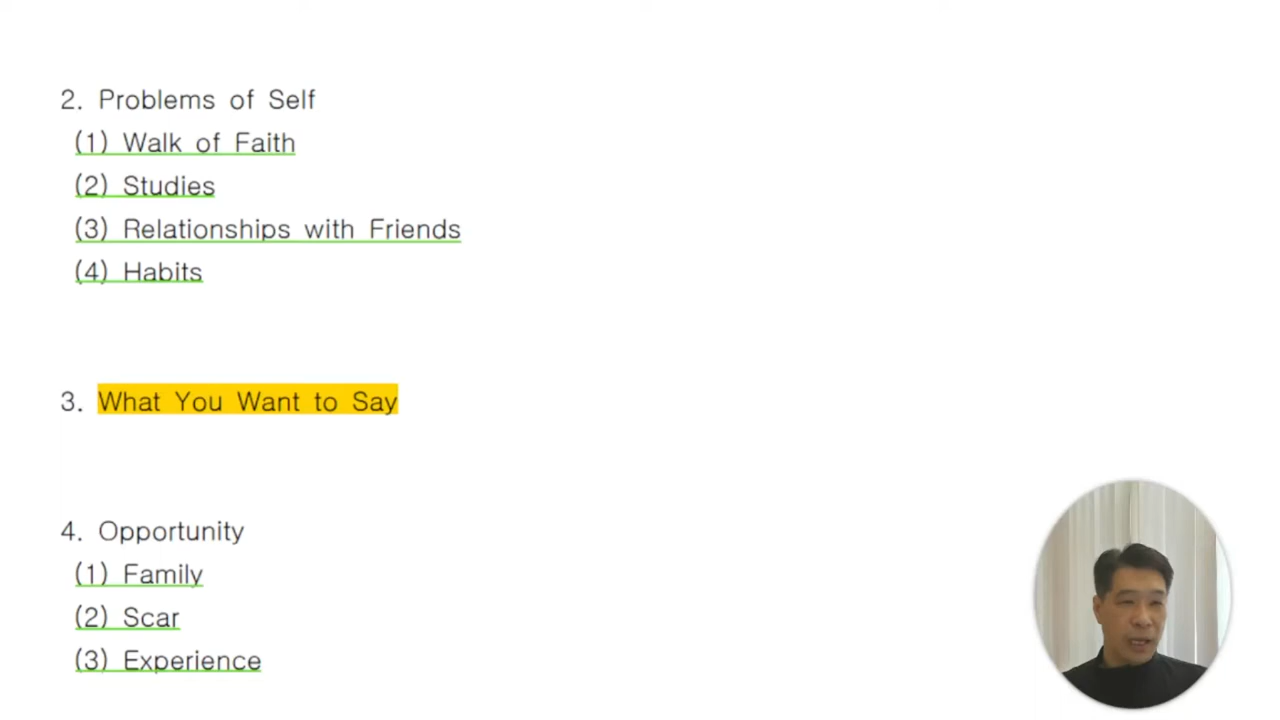 2. Problems of Self
(1) Walk of Faith
(2) Studies
(3) Relationships with Friends
(4) Habits
3. What You Want to Say
4. Opportunity
(1) Family
(2) Scar
(3) Experience